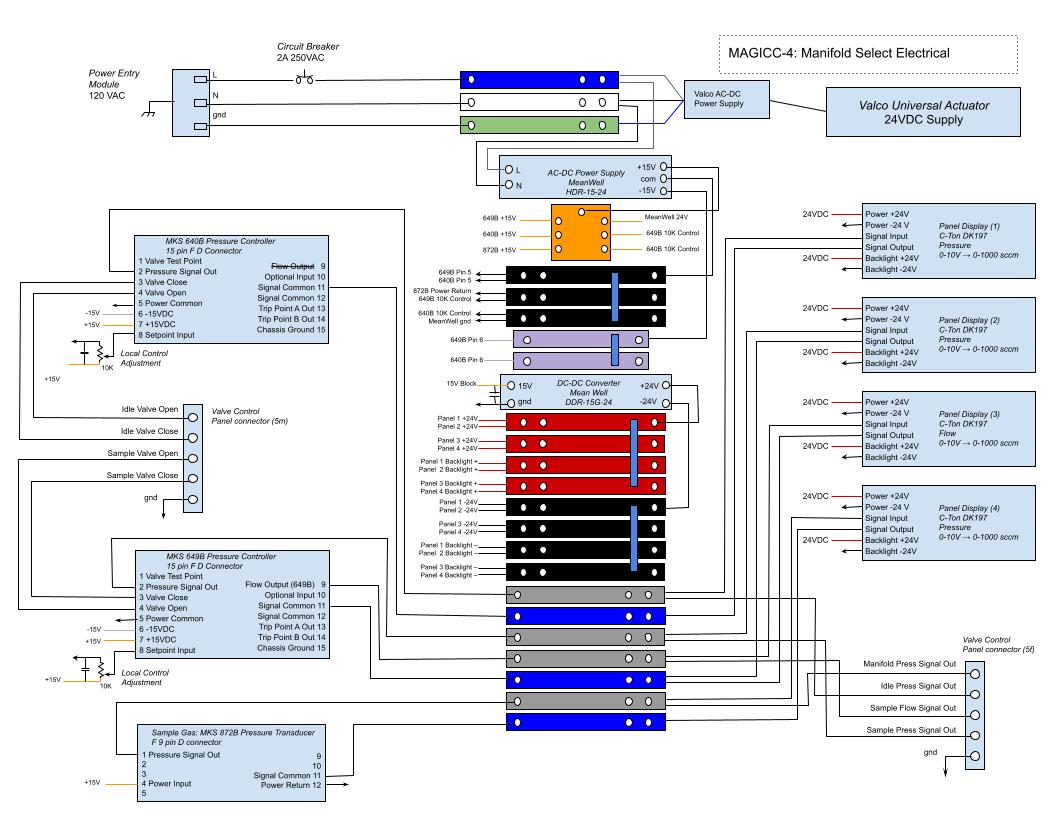 MAGICC-4: Manifold Select Electrical
Circuit Breaker
2A 250VAC
Power Entry
Module
120 VAC
L
N
gnd
Valco AC-DC
Power Supply
Valco Universal Actuator
24VDC Supply
L
N
AC-DC Power Supply
MeanWell
HDR-15-24
+15V
com
-15V
649B +15V
640B +15V
872B +15V
MeanWell 24V
649B 10K Control
640B 10K Control
649B Pin 5
640B Pin 5
872B Power Return
649B 10K Control
640B 10K Control
MeanWell gnd
649B Pin 6
640B Pin 6
15V Block
15V
gnd
DC-DC Converter
Mean Well
DDR-15G-24
+24V
-24V
Panel 1 +24V
Panel 2 +24V
Panel 3 +24V
Panel 4 +24V
Panel 1 Backlight +
Panel 2 Backlight +
Panel 3 Backlight +
Panel 4 Backlight +
Panel 1 -24V
Panel 2 -24V
Panel 3 -24V
Panel 4 -24V
Panel 1 Backlight –
Panel 2 Backlight –
Panel 3 Backlight –
Panel 4 Backlight –
MKS 640B Pressure Controller
15 pin F D Connector
1 Valve Test Point
2 Pressure Signal Out
3 Valve Close
4 Valve Open
5 Power Common
6 -15VDC
7 +15VDC
8 Setpoint Input
Flow Output 9
Optional Input 10
Signal Common 11
Signal Common 12
Trip Point A Out 13
Trip Point B Out 14
Chassis Ground 15
-15V
+15V
Local Control
Adjustment
10K
+15V
Idle Valve Open
Idle Valve Close
Sample Valve Open
Sample Valve Close
gnd
Valve Control
Panel connector (5m)
MKS 649B Pressure Controller
15 pin F D Connector
1 Valve Test Point
2 Pressure Signal Out
3 Valve Close
4 Valve Open
5 Power Common
6 -15VDC
7 +15VDC
8 Setpoint Input
Flow Output (649B) 9
Optional Input 10
Signal Common 11
Signal Common 12
Trip Point A Out 13
Trip Point B Out 14
Chassis Ground 15
-15V
+15V
Local Control
Adjustment
+15V
10K
Sample Gas: MKS 872B Pressure Transducer
F 9 pin D connector
1 Pressure Signal Out
2
3
4 Power Input
5
9
10
Signal Common 11
Power Return 12
+15V
24VDC
24VDC
Power +24V
Power -24 V
Signal Input
Signal Output
Backlight +24V
Backlight -24V
Panel Display (1)
C-Ton DK197
Pressure
0-10V → 0-1000 sccm
24VDC
24VDC
Power +24V
Power -24 V
Signal Input
Signal Output
Backlight +24V
Backlight -24V
Panel Display (2)
C-Ton DK197
Pressure
0-10V → 0-1000 sccm
24VDC
24VDC
Power +24V
Power -24 V
Signal Input
Signal Output
Backlight +24V
Backlight -24V
Panel Display (3)
C-Ton DK197
Flow
0-10V → 0-1000 sccm
24VDC
24VDC
Power +24V
Power -24 V
Signal Input
Signal Output
Backlight +24V
Backlight -24V
Panel Display (4)
C-Ton DK197
Pressure
0-10V → 0-1000 sccm
Valve Control
Panel connector (5f)
Manifold Press Signal Out
Idle Press Signal Out
Sample Flow Signal Out
Sample Press Signal Out
gnd